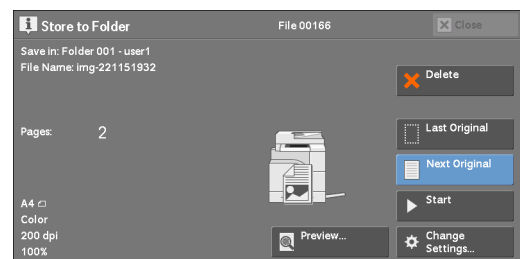 Store to Folder
File 00166
Close
Save in: Folder 001 - user1
File Name: img-221151932
Delete
Pages: 2
Last Original
Next Original
Start
A4
Color
200 dpi
100%
Preview...
Change
Settings...